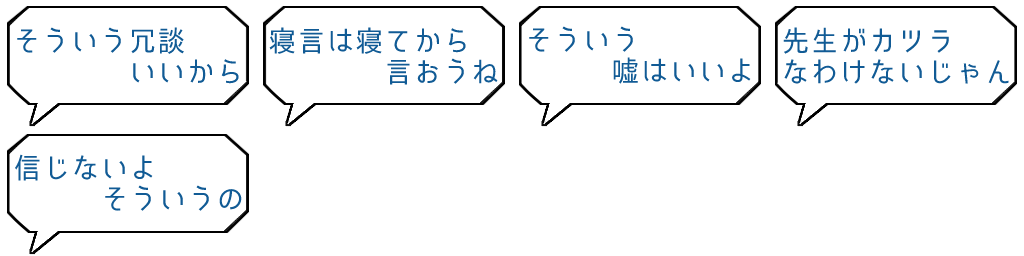 そういう冗談
いいから
寝言は寝てから
言おうね
そういう
嘘はいいよ
先生がカツラ
なわけないじゃん
信じないよ
そういうの